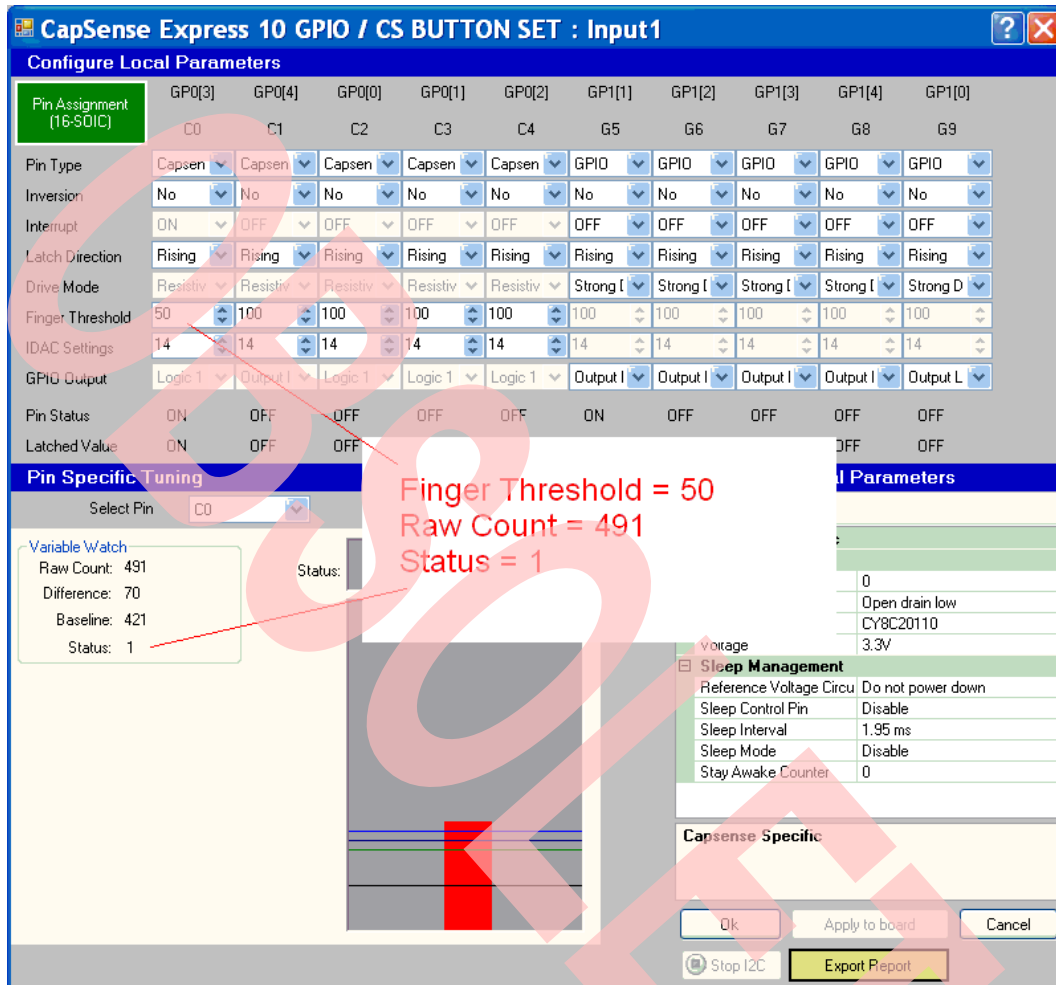 CapSense Express 10 GPIO / CS BUTTON SET : Input1
Configure Local Parameters
Pin Assignment (16-SOIC) GP0[3] GP0[4] GP0[0] GP0[1] GP0[2] GP1[1] GP1[2] GP1[3] GP1[4] GP1[0]
C0 C1 C2 C3 C4 G5 G6 G7 G8 G9
Pin Type Capsen Capsen Capsen Capsen Capsen GPIO GPIO GPIO GPIO GPIO
Inversion No No No No No No No No No No
Interrupt ON OFF OFF OFF OFF OFF OFF OFF OFF OFF
Latch Direction Rising Rising Rising Rising Rising Rising Rising Rising Rising Rising
Drive Mode Resistiv Resistiv Resistiv Resistiv Resistiv Strong [ Strong [ Strong [ Strong [ Strong D
Finger Threshold 50 100 100 100 100 100 100 100 100 100
IDAC Settings 14 14 14 14 14 14 14 14 14 14
GPIO Output Logic 1 Output l Logic 1 Logic 1 Logic 1 Output l Output l Output l Output l Output L
Pin Status ON OFF OFF OFF OFF ON OFF OFF OFF OFF
Latched Value ON OFF OFF OFF OFF
Pin Specific Tuning
al Parameters
Select Pin C0
Finger Threshold = 50
Raw Count = 491
Status = 1
Variable Watch
Raw Count: 491
Difference: 70
Baseline: 421
Status: 1
Status:
0
Open drain low
CY8C20110
Voltage 3.3V
Sleep Management
Reference Voltage Circu Do not power down
Sleep Control Pin Disable
Sleep Interval 1.95 ms
Sleep Mode Disable
Stay Awake Counter 0
Capsense Specific
Ok Apply to board Cancel
Stop I2C Export Report